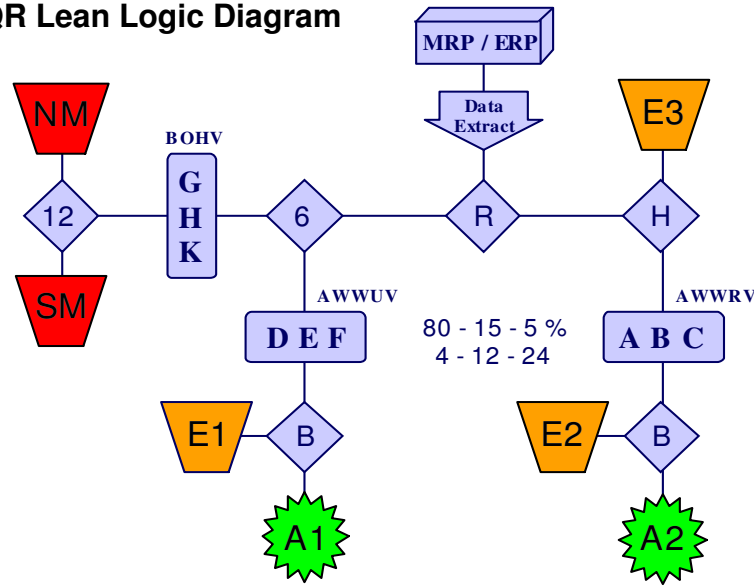 QR Lean Logic Diagram
MRP / ERP
Data
Extract
NM
E3
BOHV
G
H
K
12
6
R
H
SM
AWWUV
AWWRV
D E F
80 - 15 - 5 %
4 - 12 - 24
A B C
E1
B
E2
B
A1
A2